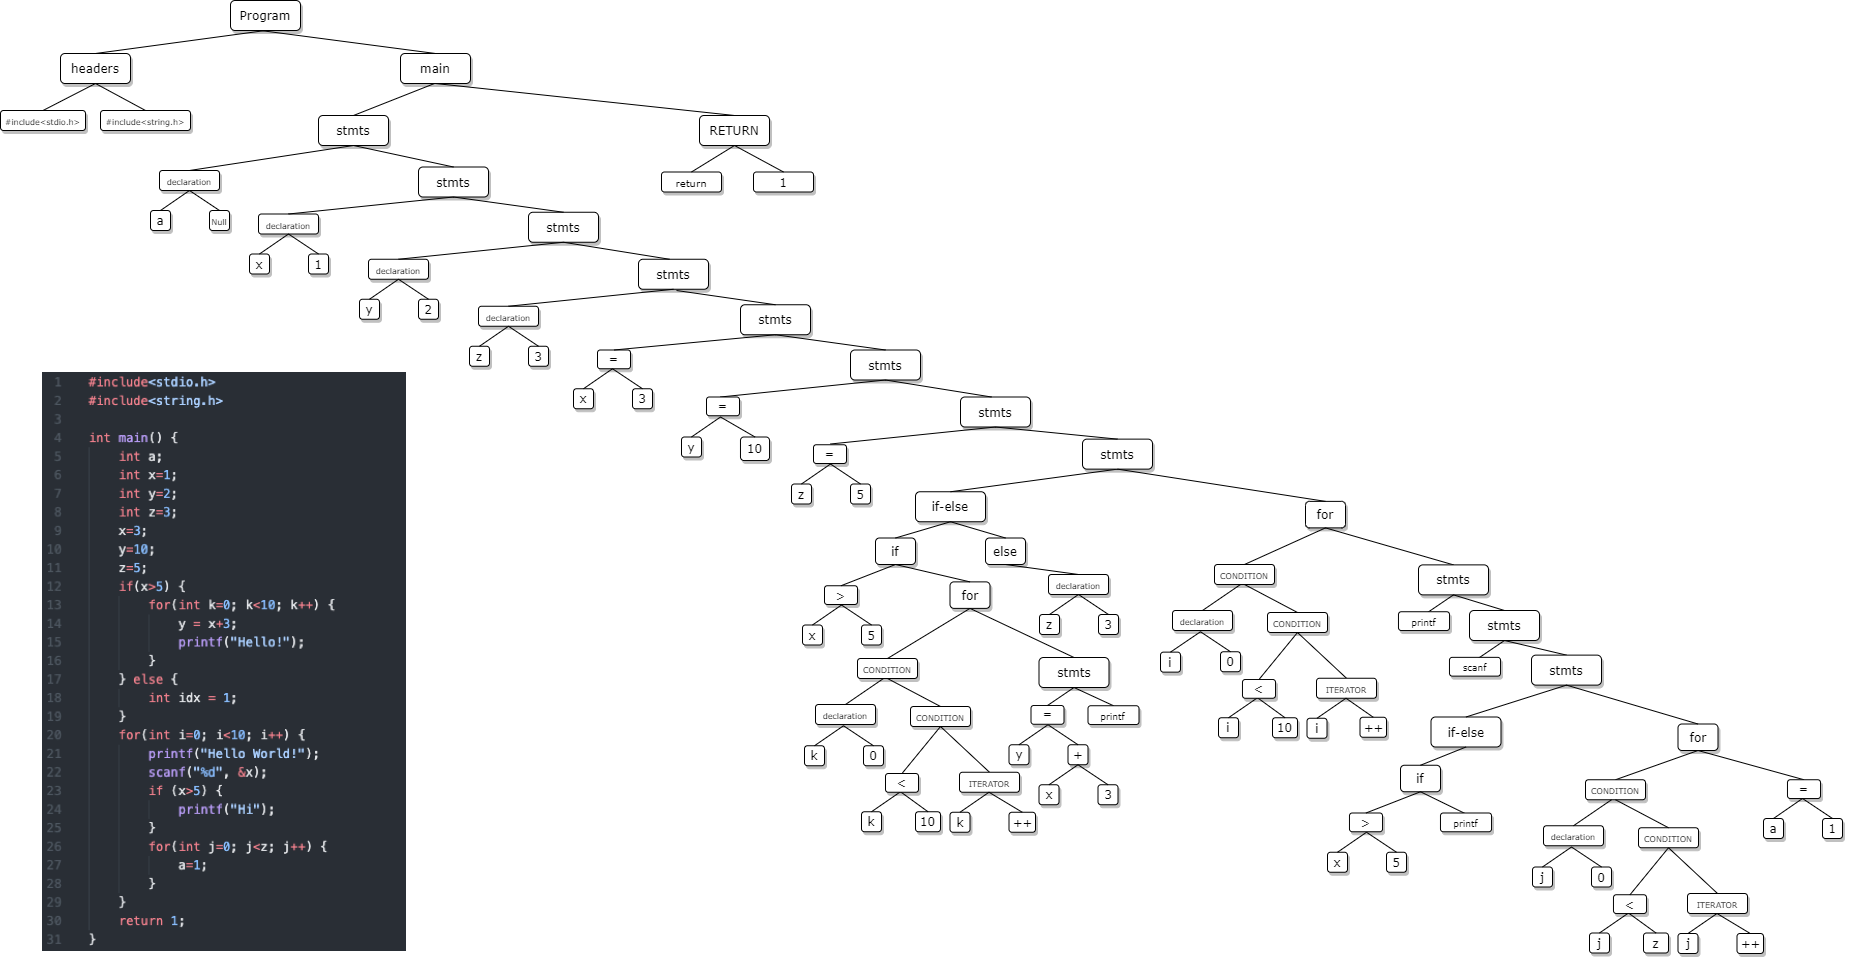 Program
headers main
#include<stdio.h> #include<string.h>
stmts RETURN
declaration stmts return 1
a Null declaration stmts
x 1 declaration stmts
y 2 declaration stmts
z 3 = stmts
x 3 = stmts
y 10 = stmts
z 5 if-else for
if else CONDITION stmts
> for declaration declaration CONDITION printf stmts
x 5 z 3 i 0 scanf stmts
CONDITION stmts < ITERATOR if-else for
declaration CONDITION = printf i 10 i ++ if CONDITION =
k 0 y + > printf declaration CONDITION a 1
< ITERATOR x 3 x 5 j 0
k 10 k ++ < ITERATOR
j z j ++
1 #include<stdio.h>
2 #include<string.h>
3
4 int main() {
5 int a;
6 int x=1;
7 int y=2;
8 int z=3;
9 x=3;
10 y=10;
11 z=5;
12 if(x>5) {
13 for(int k=0; k<10; k++) {
14 y = x+3;
15 printf("Hello!");
16 }
17 } else {
18 int idx = 1;
19 }
20 for(int i=0; i<10; i++) {
21 printf("Hello World!");
22 scanf("%d", &x);
23 if (x>5) {
24 printf("Hi");
25 }
26 for(int j=0; j<z; j++) {
27 a=1;
28 }
29 }
30 return 1;
31 }